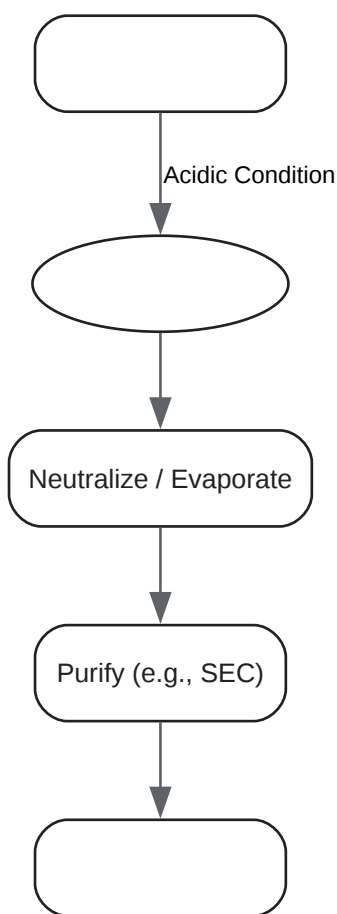 Acidic Condition
Neutralize / Evaporate
Purify (e.g., SEC)